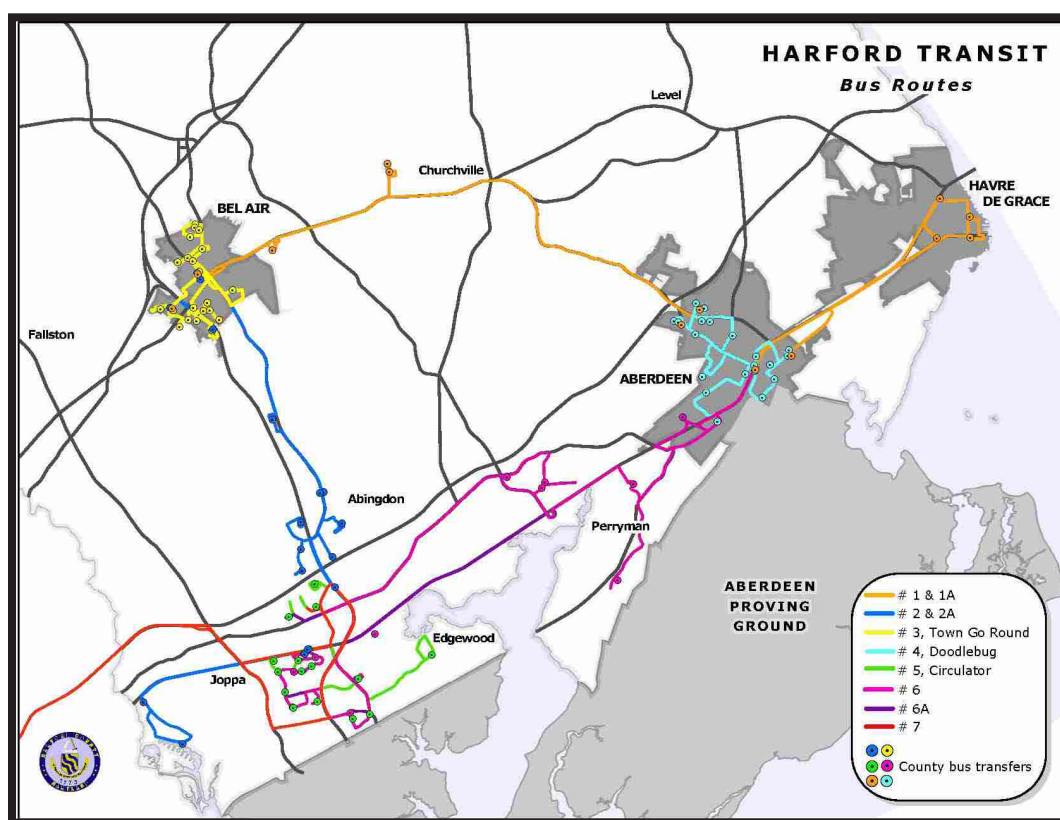 HARFORD TRANSIT
Bus Routes
Level
Churchville
HAVRE
DE GRACE
BEL AIR
Fallston
ABERDEEN
Abingdon
Perryman
ABERDEEN
PROVING
GROUND
Edgewood
Joppa
# 1 & 1A
# 2 & 2A
# 3, Town Go Round
# 4, Doodlebug
# 5, Circulator
# 6
# 6A
# 7
County bus transfers